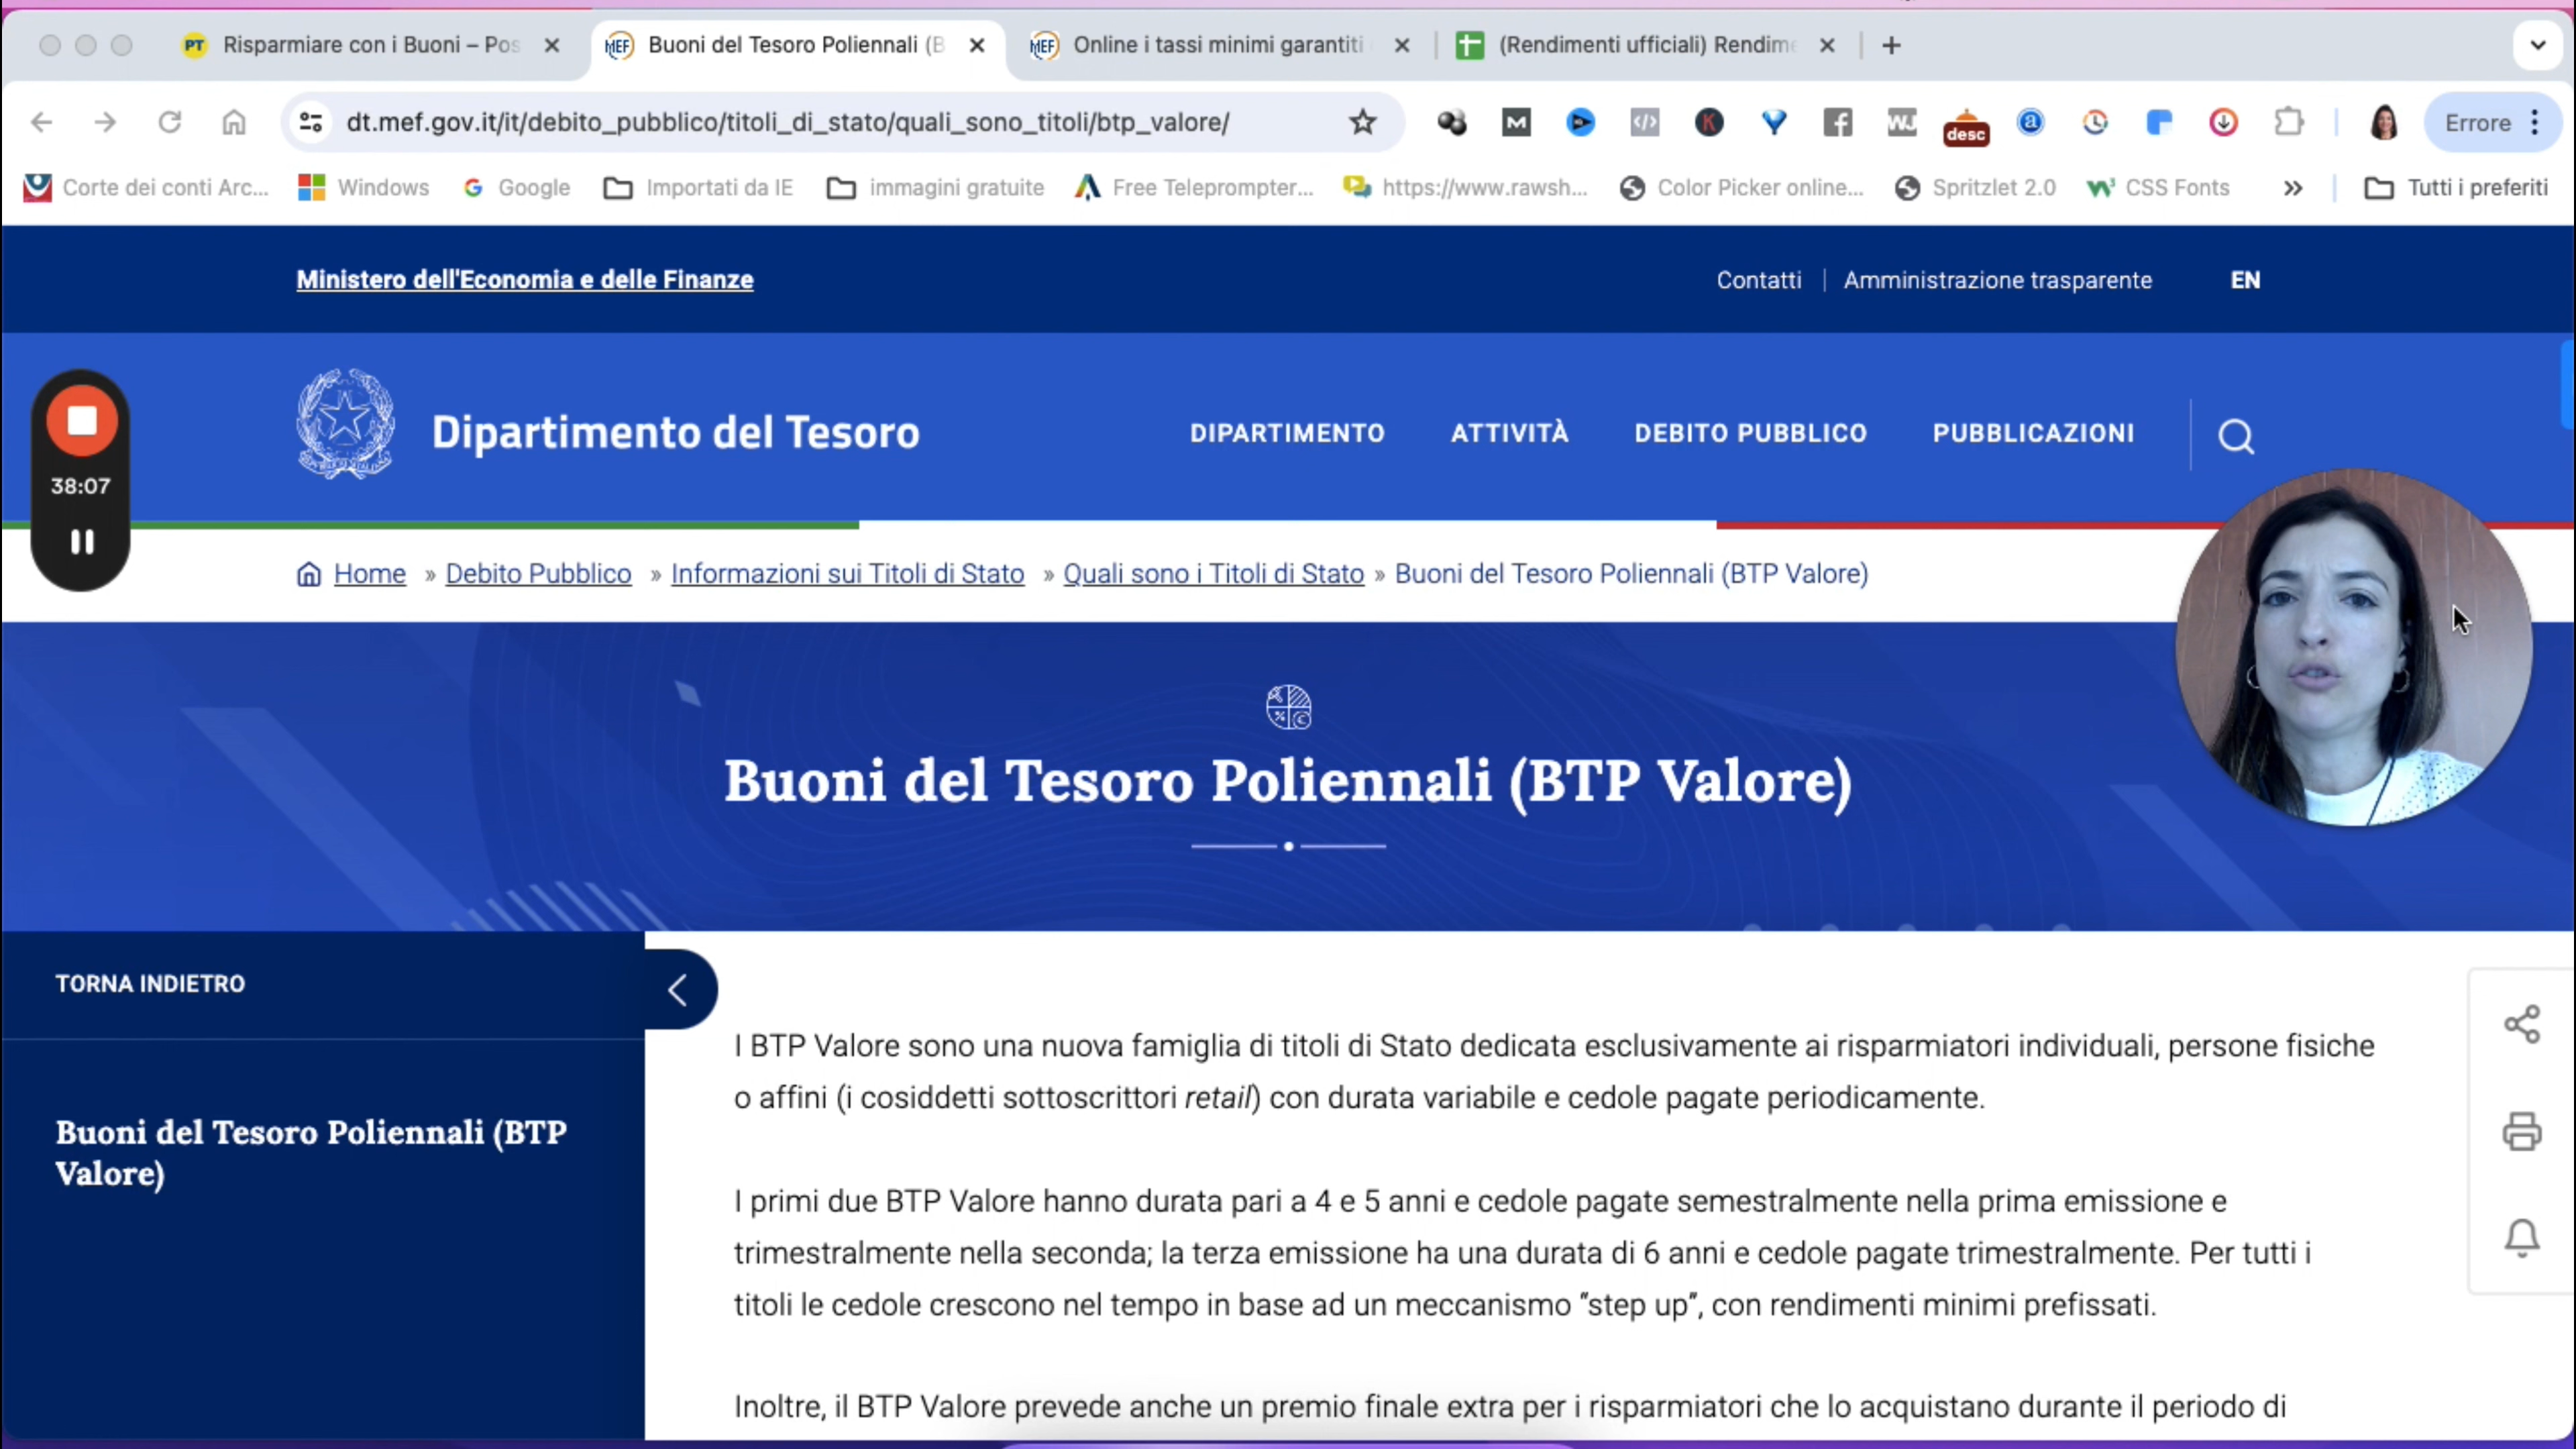 PT Risparmiare con i Buoni – Pos
MEF Buoni del Tesoro Poliennali (B
MEF Online i tassi minimi garantiti
(Rendimenti ufficiali) Rendim
dt.mef.gov.it/it/debito_pubblico/titoli_di_stato/quali_sono_titoli/btp_valore/
M
</>
K
f
WJ
desc
a
Errore
Corte dei conti Arc...
Windows
G Google
Importati da IE
immagini gratuite
Free Teleprompter...
https://www.rawsh...
Color Picker online...
Spritzlet 2.0
CSS Fonts
»
Tutti i preferiti
Ministero dell'Economia e delle Finanze
Contatti | Amministrazione trasparente
EN
Dipartimento del Tesoro
DIPARTIMENTO
ATTIVITÀ
DEBITO PUBBLICO
PUBBLICAZIONI
38:07
Home » Debito Pubblico » Informazioni sui Titoli di Stato » Quali sono i Titoli di Stato » Buoni del Tesoro Poliennali (BTP Valore)
Buoni del Tesoro Poliennali (BTP Valore)
TORNA INDIETRO
Buoni del Tesoro Poliennali (BTP
Valore)
I BTP Valore sono una nuova famiglia di titoli di Stato dedicata esclusivamente ai risparmiatori individuali, persone fisiche
o affini (i cosiddetti sottoscrittori retail) con durata variabile e cedole pagate periodicamente.
I primi due BTP Valore hanno durata pari a 4 e 5 anni e cedole pagate semestralmente nella prima emissione e
trimestralmente nella seconda; la terza emissione ha una durata di 6 anni e cedole pagate trimestralmente. Per tutti i
titoli le cedole crescono nel tempo in base ad un meccanismo “step up”, con rendimenti minimi prefissati.
Inoltre, il BTP Valore prevede anche un premio finale extra per i risparmiatori che lo acquistano durante il periodo di